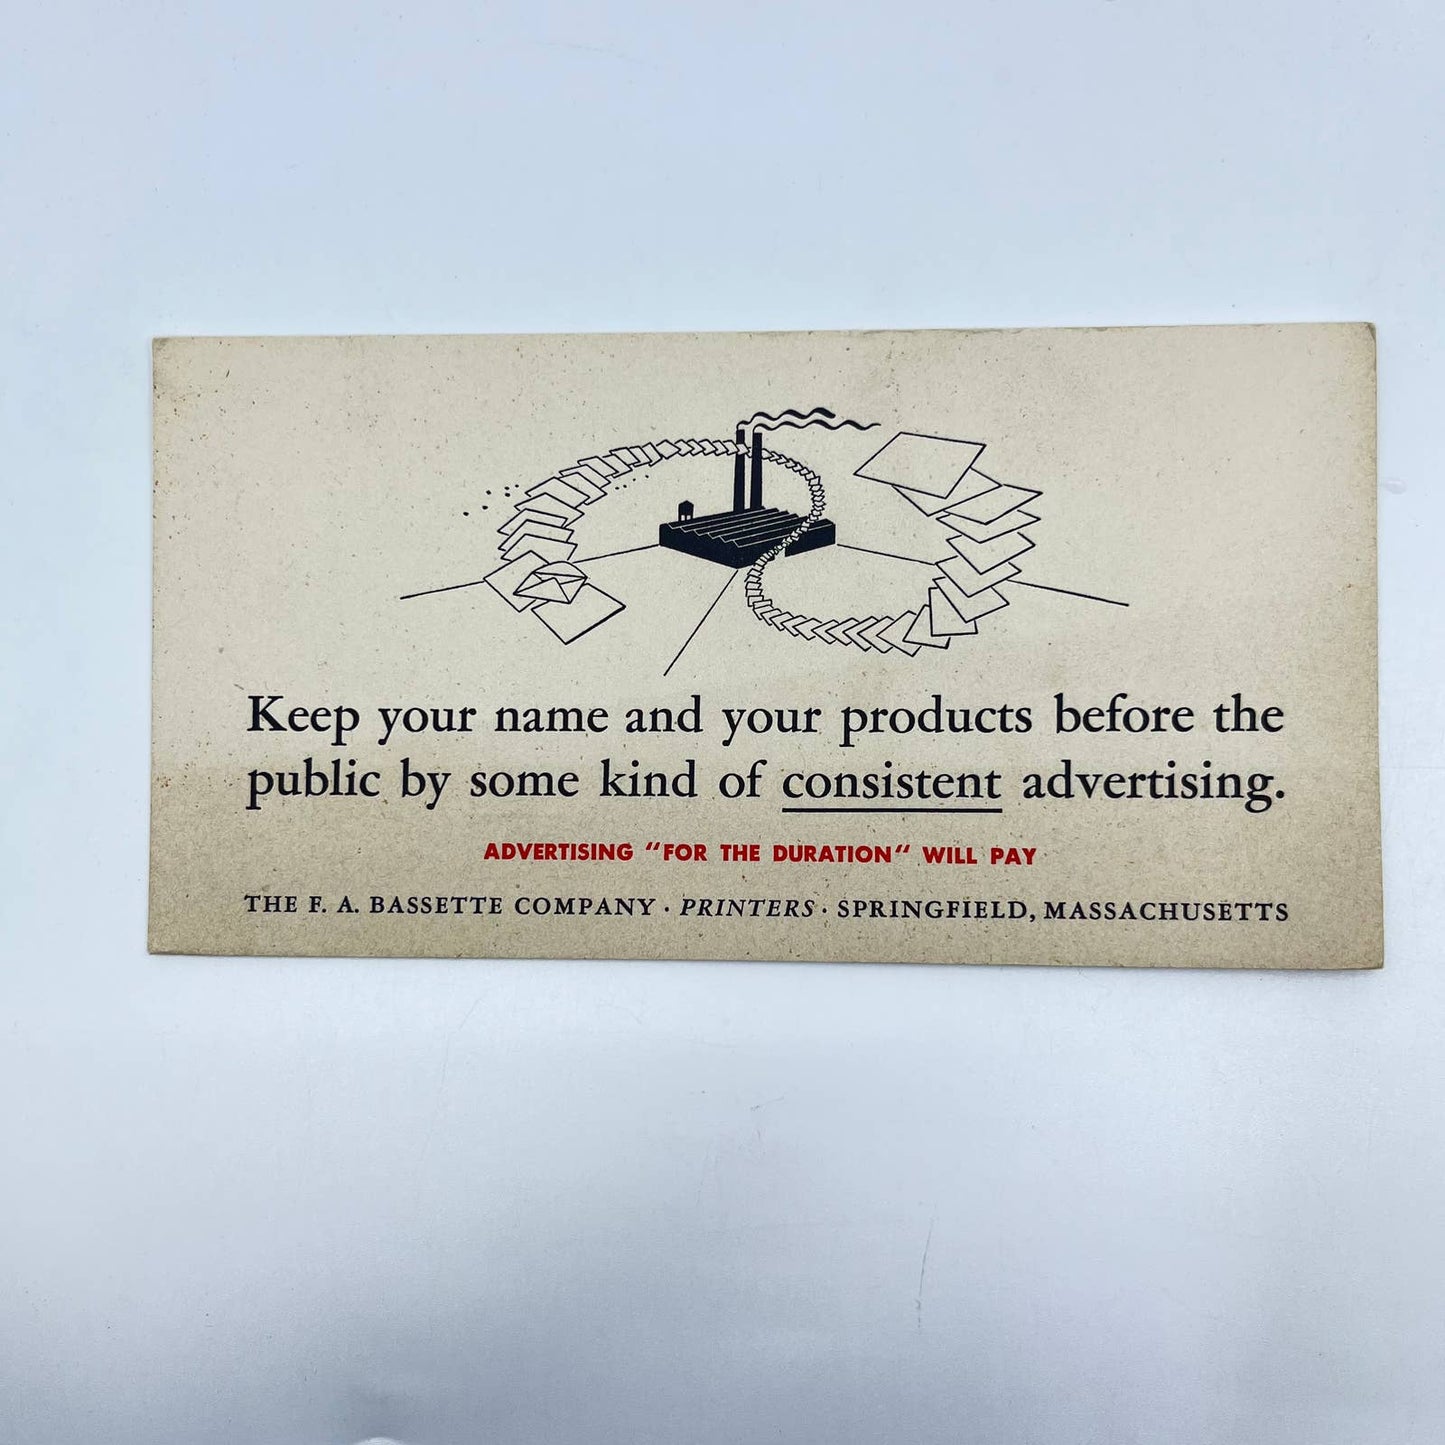 Keep your name and your products before the
public by some kind of consistent advertising.
ADVERTISING "FOR THE DURATION" WILL PAY
THE F. A. BASSETTE COMPANY · PRINTERS · SPRINGFIELD, MASSACHUSETTS